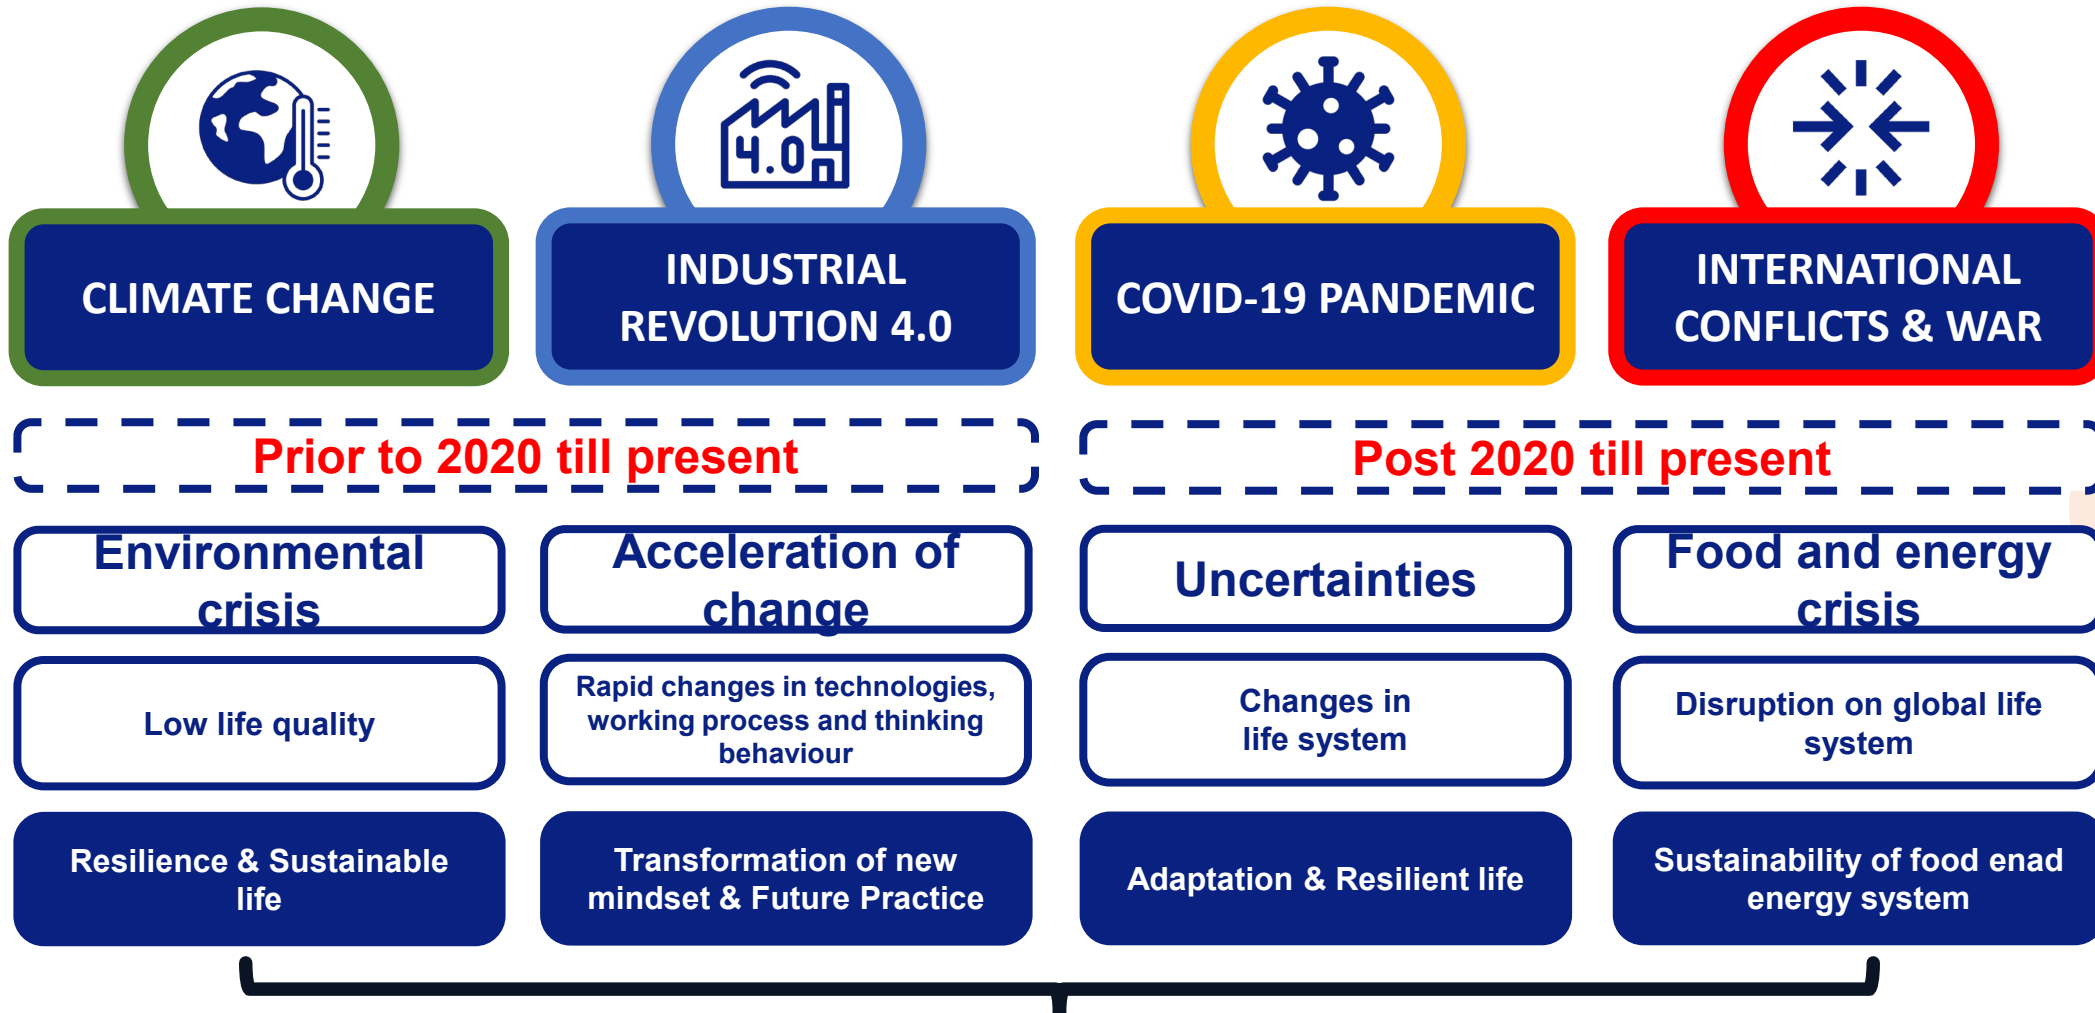 4.0
CLIMATE CHANGE
INDUSTRIAL
REVOLUTION 4.0
COVID-19 PANDEMIC
INTERNATIONAL
CONFLICTS & WAR
Prior to 2020 till present
Post 2020 till present
Environmental
crisis
Acceleration of
change
Uncertainties
Food and energy
crisis
Low life quality
Rapid changes in technologies,
working process and thinking
behaviour
Changes in
life system
Disruption on global life
system
Resilience & Sustainable
life
Transformation of new
mindset & Future Practice
Adaptation & Resilient life
Sustainability of food enad
energy system